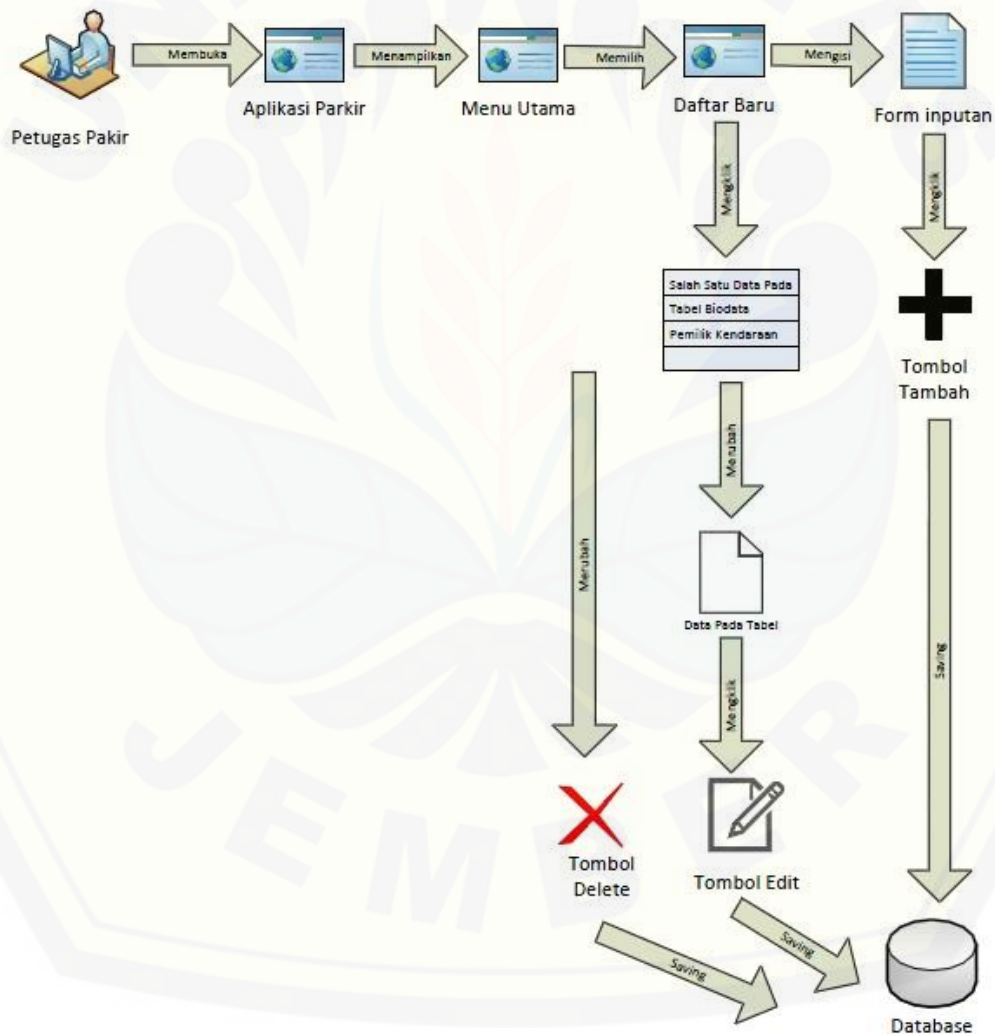 Membuka
Menampilkan
Memilih
Mengisi
Petugas Pakir
Aplikasi Parkir
Menu Utama
Daftar Baru
Form inputan
Mengklik
Mengklik
Salah Satu Data Pada
Tabel Biodata
Pemilik Kendaraan
Tombol
Tambah
Merubah
Merubah
Data Pada Tabel
Mengklik
Saving
Tombol
Delete
Tombol Edit
Saving
Saving
Database
JEMBER